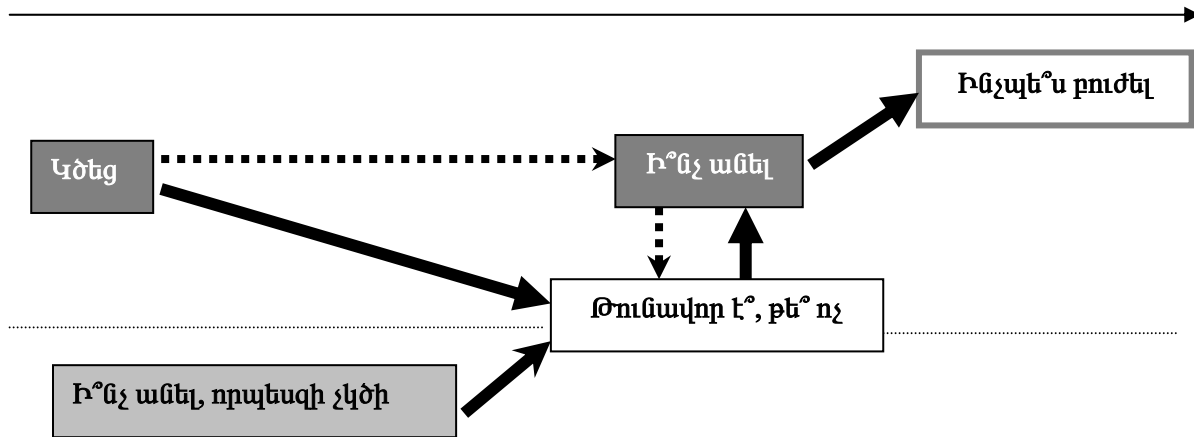 Ինչպե՞ս բուժել
Կծեց
Ի՞նչ անել
Թունավոր է՞, թե՞ ոչ
Ի՞նչ անել, որպեսզի չկծի